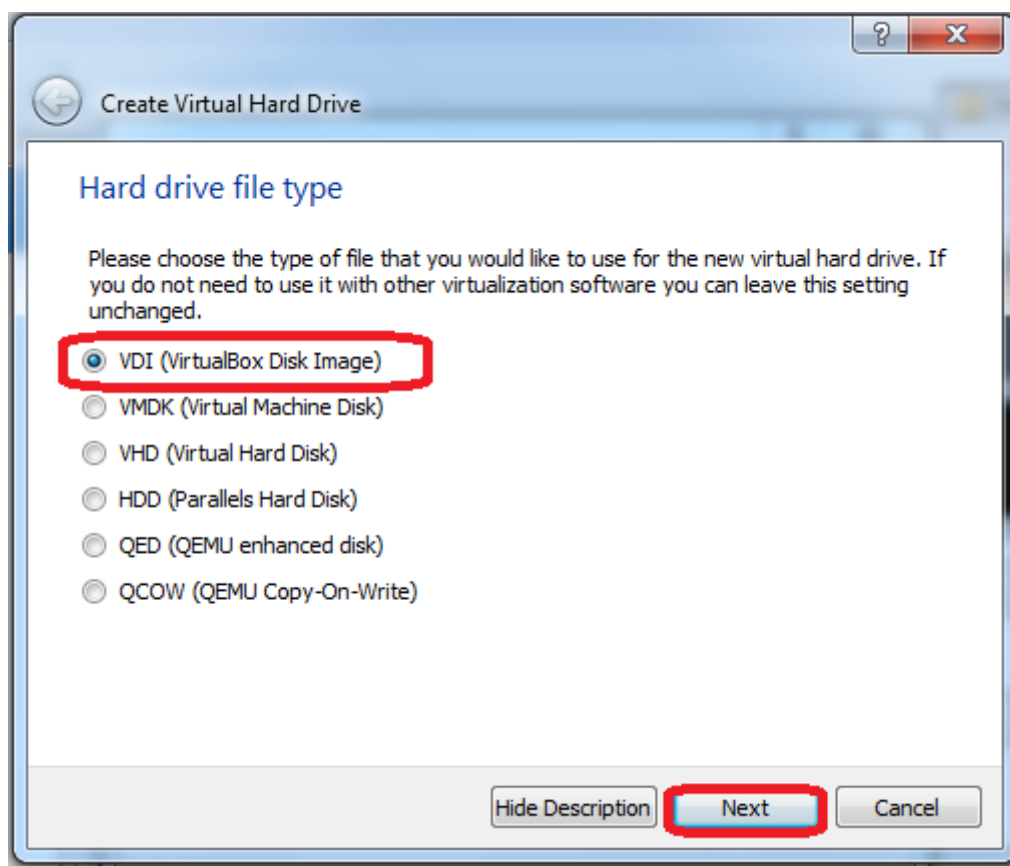 Create Virtual Hard Drive
Hard drive file type
Please choose the type of file that you would like to use for the new virtual hard drive. If
you do not need to use it with other virtualization software you can leave this setting
unchanged.
VDI (VirtualBox Disk Image)
VMDK (Virtual Machine Disk)
VHD (Virtual Hard Disk)
HDD (Parallels Hard Disk)
QED (QEMU enhanced disk)
QCOW (QEMU Copy-On-Write)
Hide Description Next Cancel